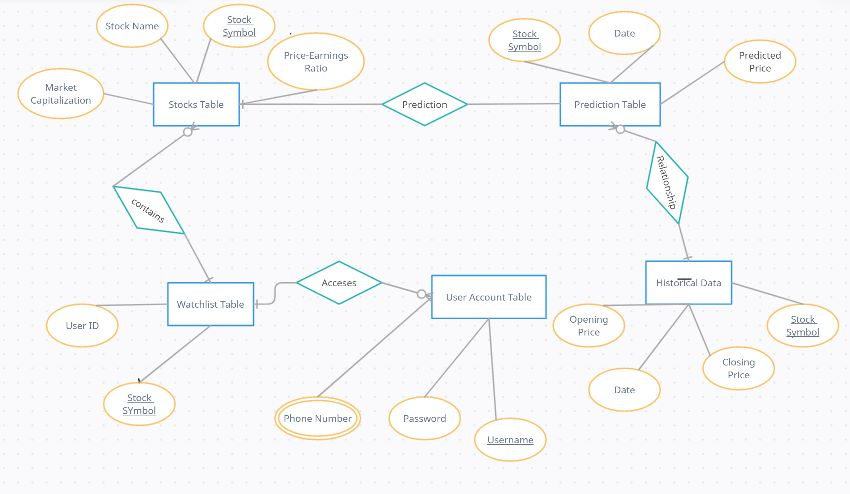 Stock Name
Stock
Symbol
Price-Earnings
Ratio
Market
Capitalization
Stocks Table
Prediction
Stock
Symbol
Date
Predicted
Price
Prediction Table
contains
Relationship
Watchlist Table
Acceses
User Account Table
Historical Data
User ID
Stock
SYmbol
Phone Number
Password
Username
Opening
Price
Date
Closing
Price
Stock
Symbol